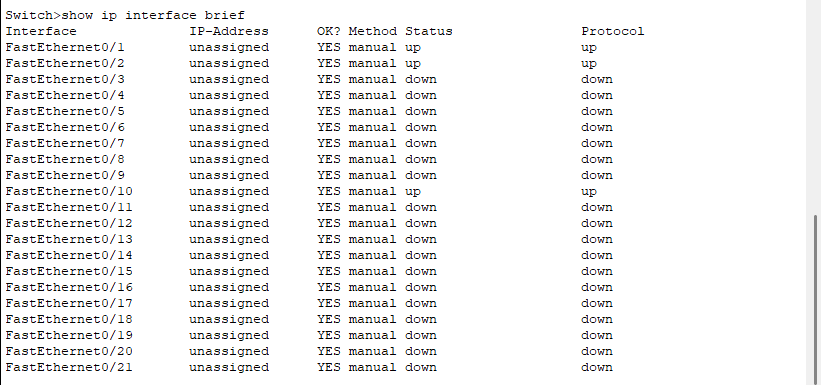 Switch>show ip interface brief
Interface IP-Address OK? Method Status Protocol
FastEthernet0/1 unassigned YES manual up up
FastEthernet0/2 unassigned YES manual up up
FastEthernet0/3 unassigned YES manual down down
FastEthernet0/4 unassigned YES manual down down
FastEthernet0/5 unassigned YES manual down down
FastEthernet0/6 unassigned YES manual down down
FastEthernet0/7 unassigned YES manual down down
FastEthernet0/8 unassigned YES manual down down
FastEthernet0/9 unassigned YES manual down down
FastEthernet0/10 unassigned YES manual up up
FastEthernet0/11 unassigned YES manual down down
FastEthernet0/12 unassigned YES manual down down
FastEthernet0/13 unassigned YES manual down down
FastEthernet0/14 unassigned YES manual down down
FastEthernet0/15 unassigned YES manual down down
FastEthernet0/16 unassigned YES manual down down
FastEthernet0/17 unassigned YES manual down down
FastEthernet0/18 unassigned YES manual down down
FastEthernet0/19 unassigned YES manual down down
FastEthernet0/20 unassigned YES manual down down
FastEthernet0/21 unassigned YES manual down down